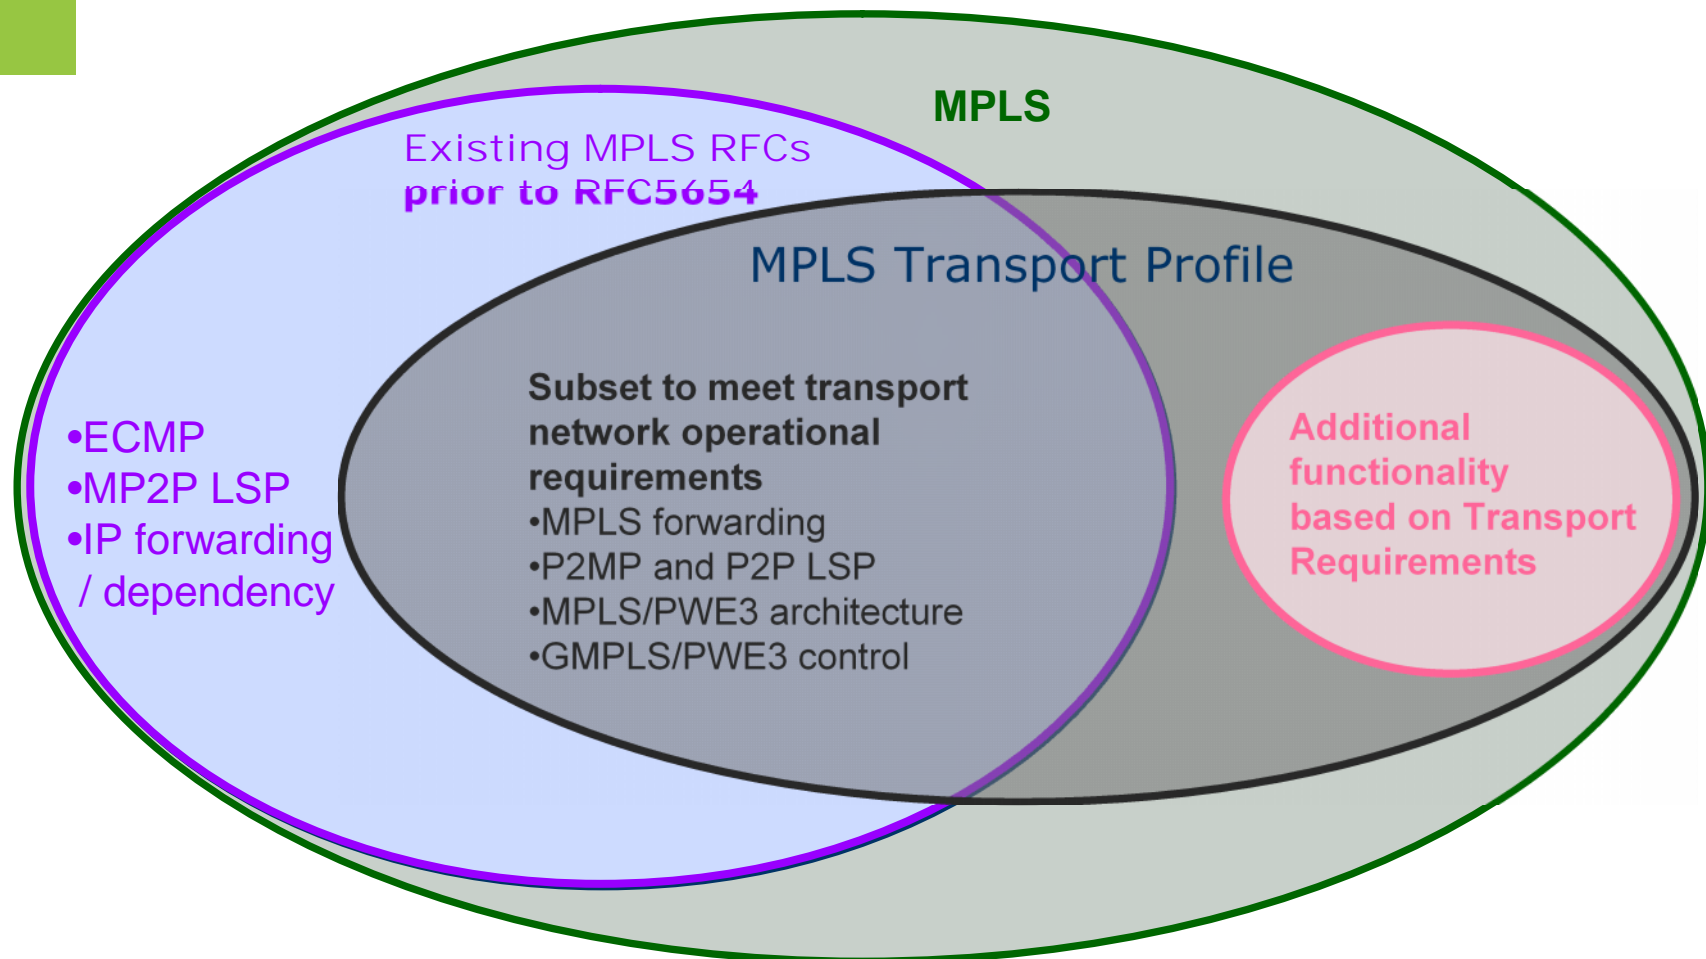 MPLS
Existing MPLS RFCs
prior to RFC5654
MPLS Transport Profile
•ECMP
•MP2P LSP
•IP forwarding
/ dependency
Subset to meet transport
network operational
requirements
•MPLS forwarding
•P2MP and P2P LSP
•MPLS/PWE3 architecture
•GMPLS/PWE3 control
Additional
functionality
based on Transport
Requirements